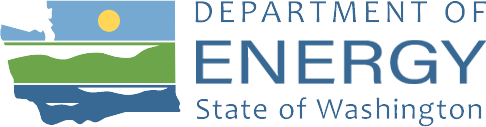 DEPARTMENT OF
ENERGY
State of Washington